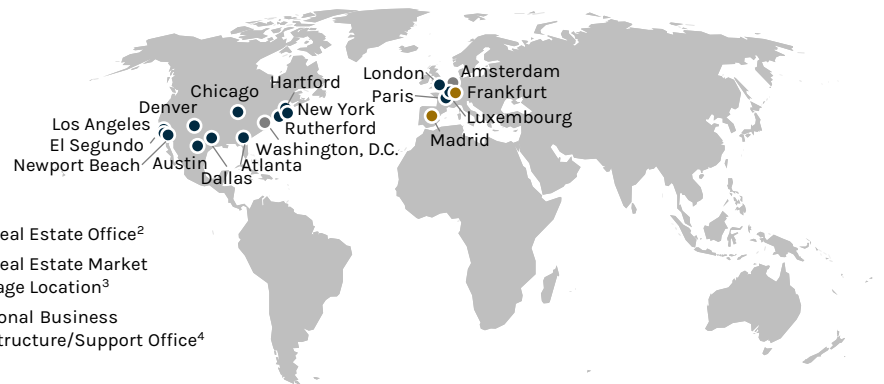 London
Amsterdam
Hartford
Chicago
Paris
Frankfurt
Denver
New York
Los Angeles
Rutherford
Luxembourg
El Segundo
Washington, D.C.
Madrid
Newport Beach
Austin
Atlanta
Dallas
eal Estate Office²
eal Estate Market
age Location³
onal Business
tructure/Support Office⁴